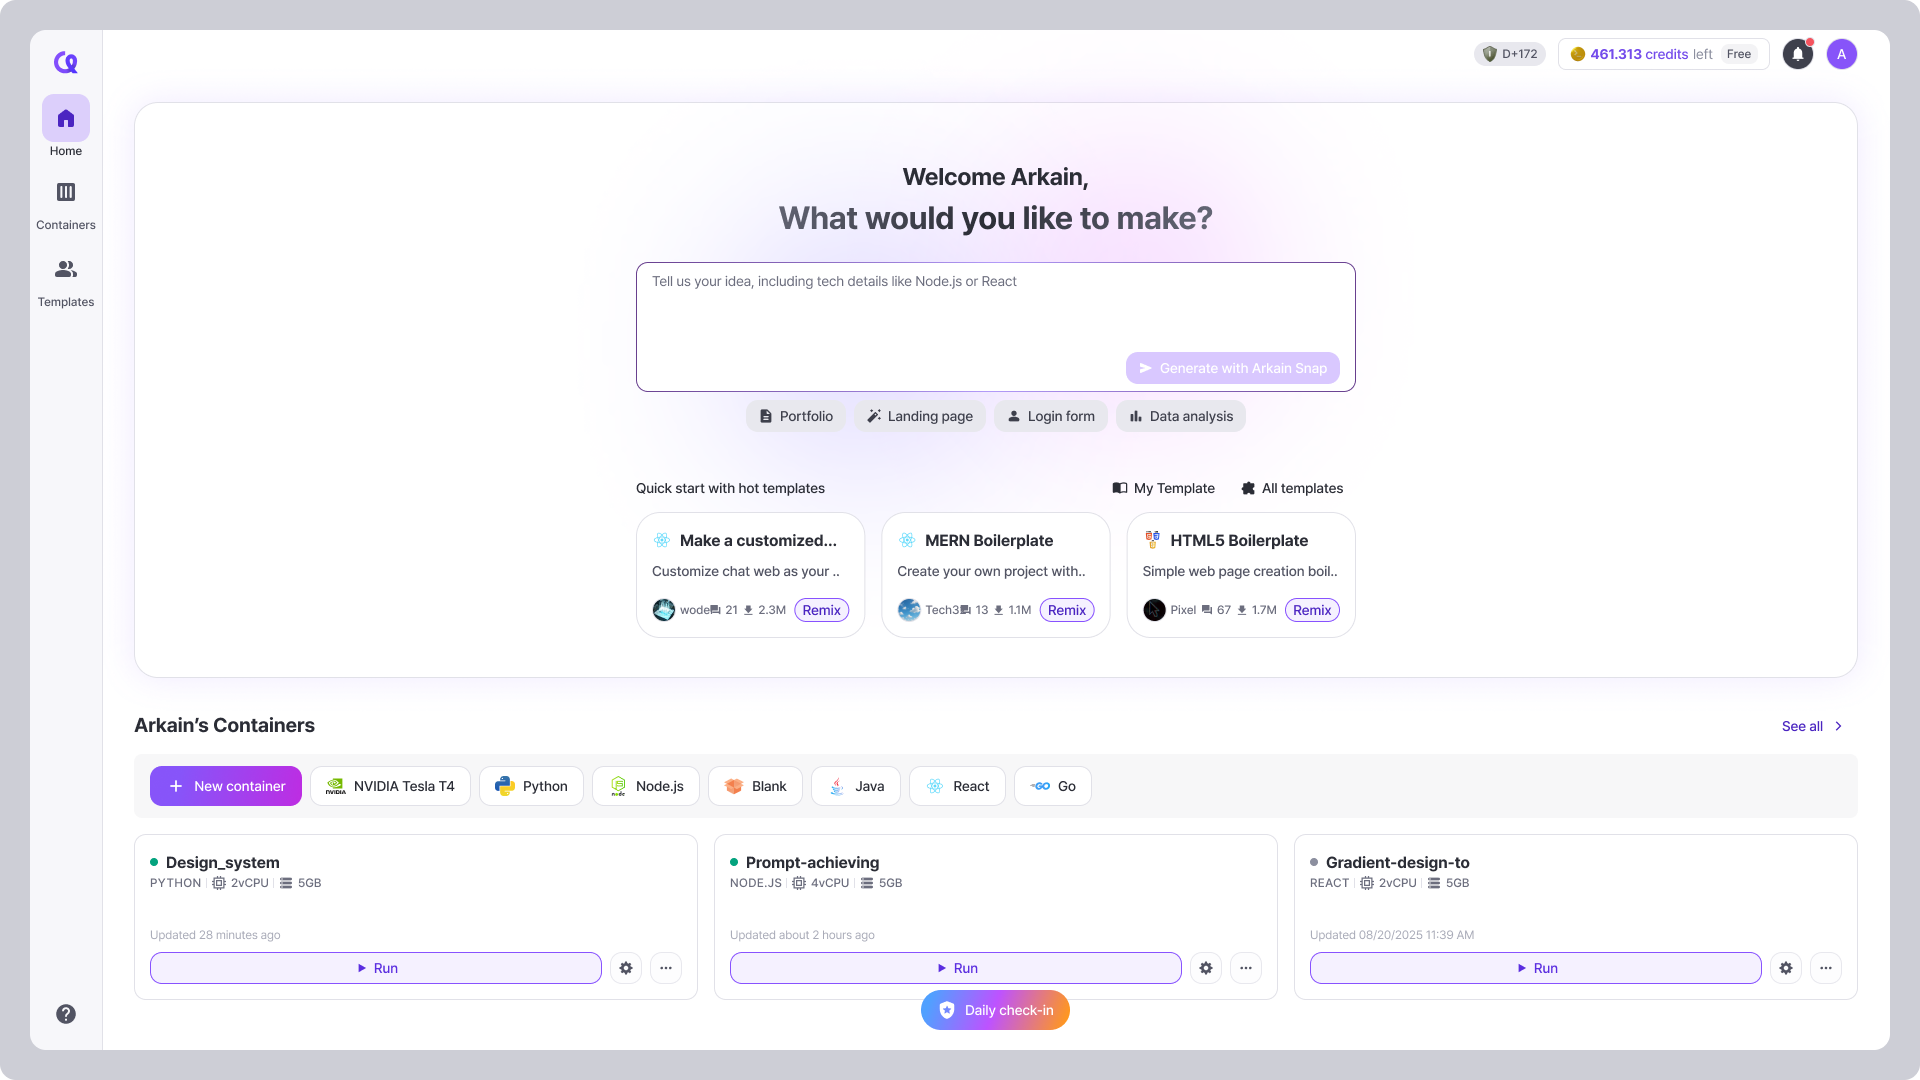 D+172
461.313 credits left Free
A
Home
Containers
Templates
Welcome Arkain,
What would you like to make?
Tell us your idea, including tech details like Node.js or React
Generate with Arkain Snap
Portfolio
Landing page
Login form
Data analysis
Quick start with hot templates
My Template
All templates
Make a customized...
Customize chat web as your ..
wode 21 2.3M Remix
MERN Boilerplate
Create your own project with..
Tech3 13 1.1M Remix
HTML5 Boilerplate
Simple web page creation boil..
Pixel 67 1.7M Remix
Arkain’s Containers
See all
New container
NVIDIA Tesla T4
Python
Node.js
Blank
Java
React
Go
Design_system
PYTHON 2vCPU 5GB
Updated 28 minutes ago
Run
Prompt-achieving
NODE.JS 4vCPU 5GB
Updated about 2 hours ago
Run
Gradient-design-to
REACT 2vCPU 5GB
Updated 08/20/2025 11:39 AM
Run
Daily check-in